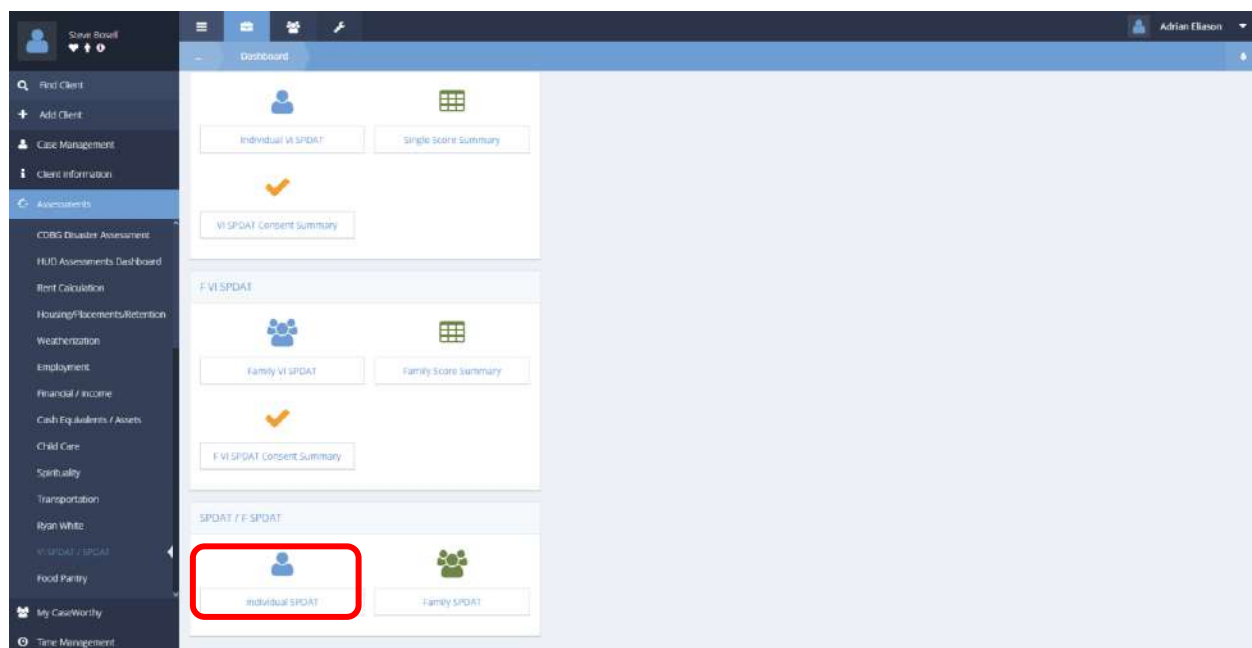 Steve Bosell
Adrian Eliason
Dashboard
Find Client
Add Client
Case Management
Client Information
Assessments
CDBG Disaster Assessment
HUD Assessments Dashboard
Rent Calculation
Housing/Placements/Retention
Weatherization
Employment
Financial / Income
Cash Equivalents / Assets
Child Care
Spirituality
Transportation
Ryan White
VI SPDAT / SPDAT
Food Pantry
My CaseWorthy
Time Management
Individual VI SPDAT
Single Score Summary
VI SPDAT Consent Summary
F VI SPDAT
Family VI SPDAT
Family Score Summary
F VI SPDAT Consent Summary
SPDAT / F SPDAT
Individual SPDAT
Family SPDAT